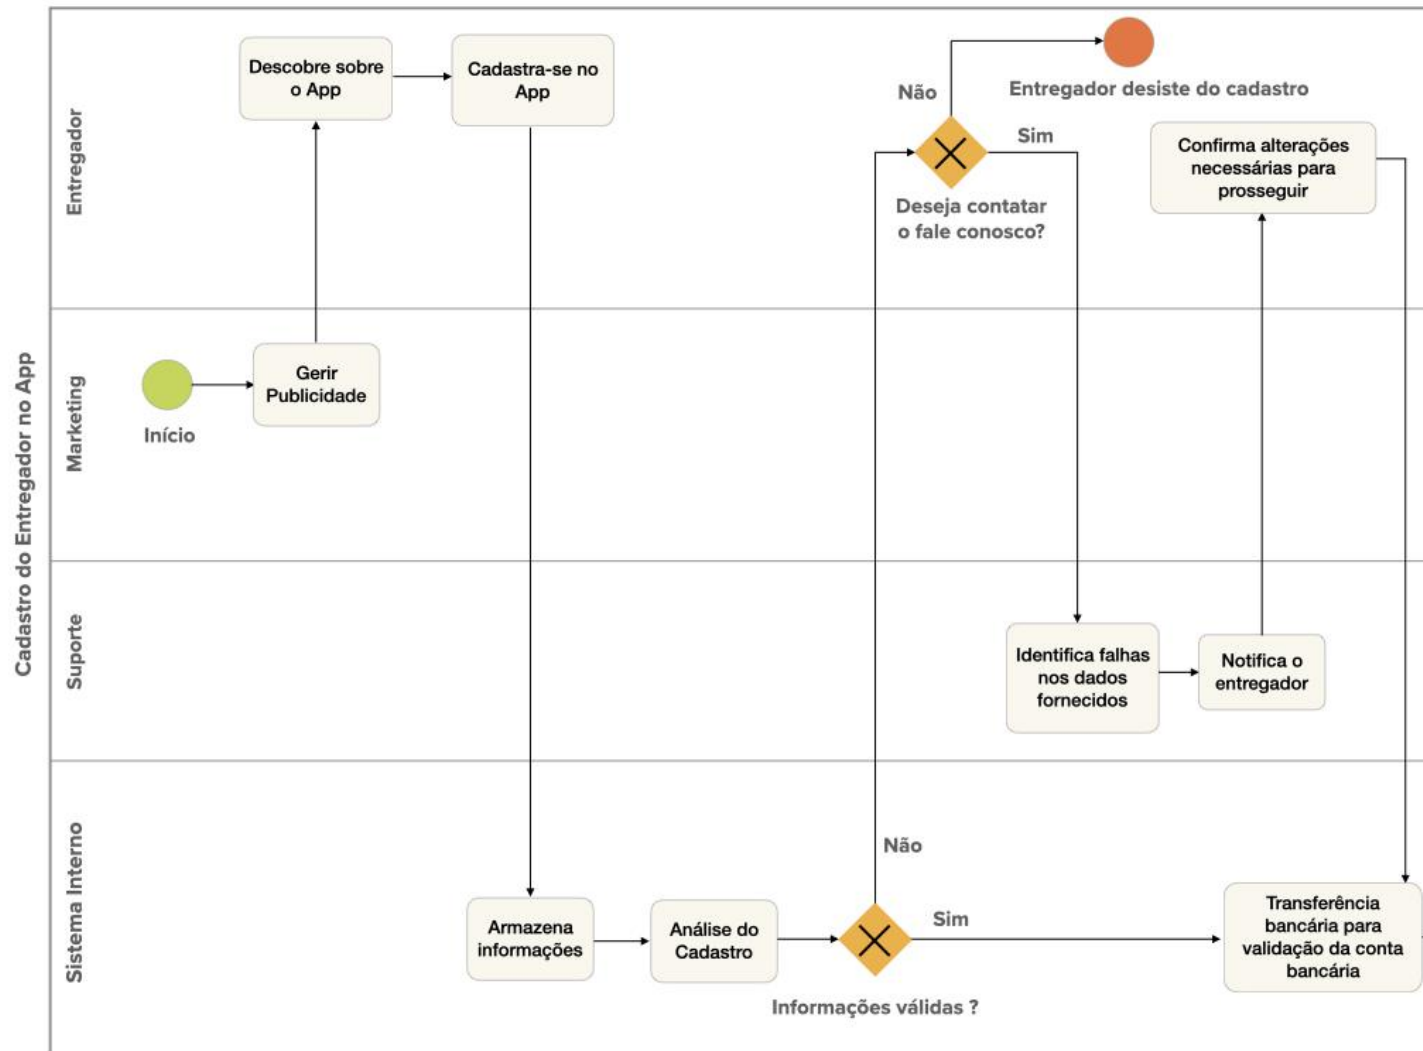 Cadastro do Entregador no App
Entregador
Descobre sobre
o App
Cadastra-se no
App
Não
Entregador desiste do cadastro
Sim
Deseja contatar
o fale conosco?
Confirma alterações
necessárias para
prosseguir
Marketing
Início
Gerir
Publicidade
Suporte
Identifica falhas
nos dados
fornecidos
Notifica o
entregador
Sistema Interno
Armazena
informações
Análise do
Cadastro
Não
Sim
Informações válidas ?
Transferência
bancária para
validação da conta
bancária